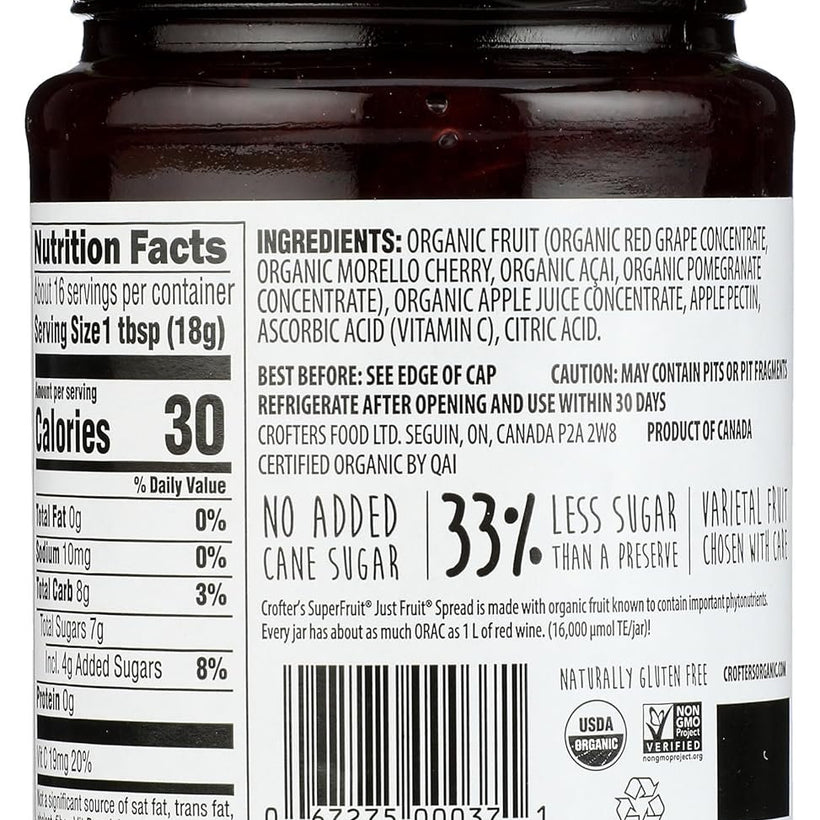 Nutrition Facts
About 16 servings per container
Serving Size 1 tbsp (18g)
Amount per serving
Calories 30
% Daily Value
Total Fat 0g 0%
Sodium 10mg 0%
Total Carb 8g 3%
Total Sugars 7g
Incl. 4g Added Sugars 8%
Protein 0g
Vit C 19mg 20%
Not a significant source of sat fat, trans fat,
INGREDIENTS: ORGANIC FRUIT (ORGANIC RED GRAPE CONCENTRATE,
ORGANIC MORELLO CHERRY, ORGANIC AÇAI, ORGANIC POMEGRANATE
CONCENTRATE), ORGANIC APPLE JUICE CONCENTRATE, APPLE PECTIN,
ASCORBIC ACID (VITAMIN C), CITRIC ACID.
BEST BEFORE: SEE EDGE OF CAP CAUTION: MAY CONTAIN PITS OR PIT FRAGMENTS
REFRIGERATE AFTER OPENING AND USE WITHIN 30 DAYS
CROFTERS FOOD LTD. SEGUIN, ON, CANADA P2A 2W8 PRODUCT OF CANADA
CERTIFIED ORGANIC BY QAI
NO ADDED
CANE SUGAR
33%
LESS SUGAR
THAN A PRESERVE
VARIETAL FRUIT
CHOSEN WITH CARE
Crofter's SuperFruit® Just Fruit® Spread is made with organic fruit known to contain important phytonutrients.
Every jar has about as much ORAC as 1 L of red wine. (16,000 µmol TE/jar)!
NATURALLY GLUTEN FREE CROFTERSORGANIC.COM
USDA
ORGANIC
NON
GMO
Project
VERIFIED
nongmoproject.org
0 67275 00037 1